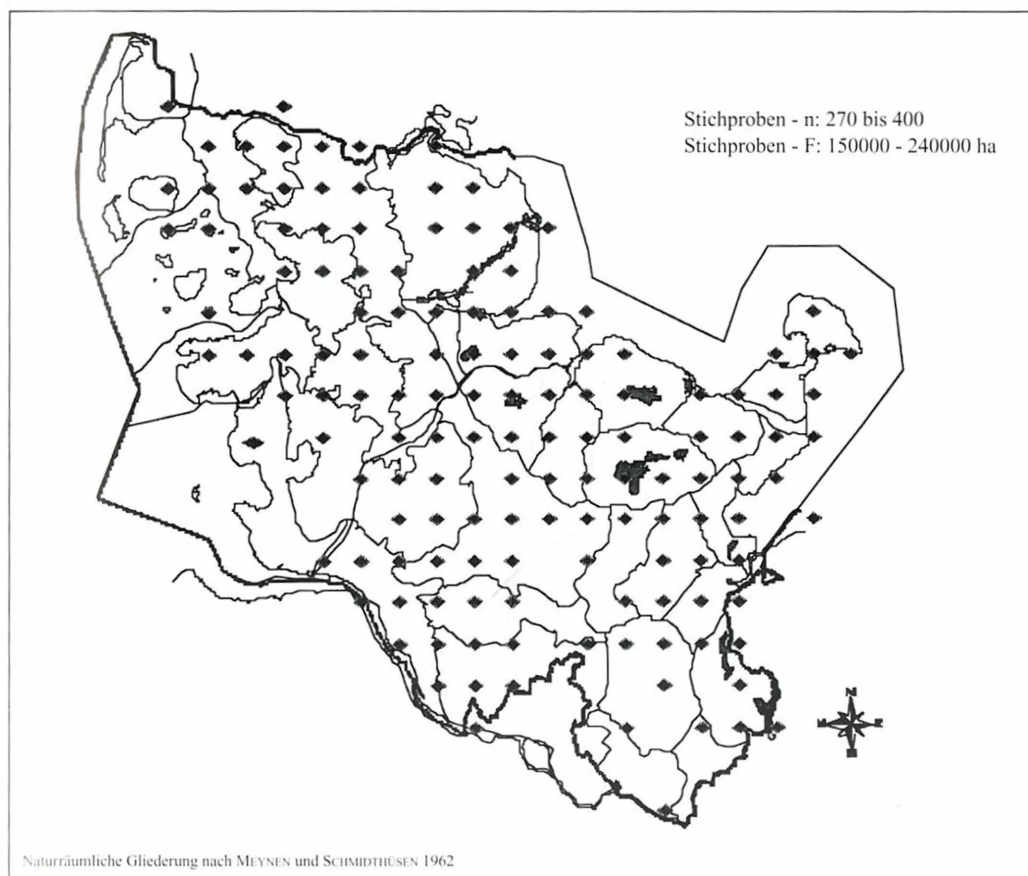 Stichproben - n: 270 bis 400
Stichproben - F: 150000 - 240000 ha
N
Naturräumliche Gliederung nach MEYNEN und SCHMIDTHÜSEN 1962